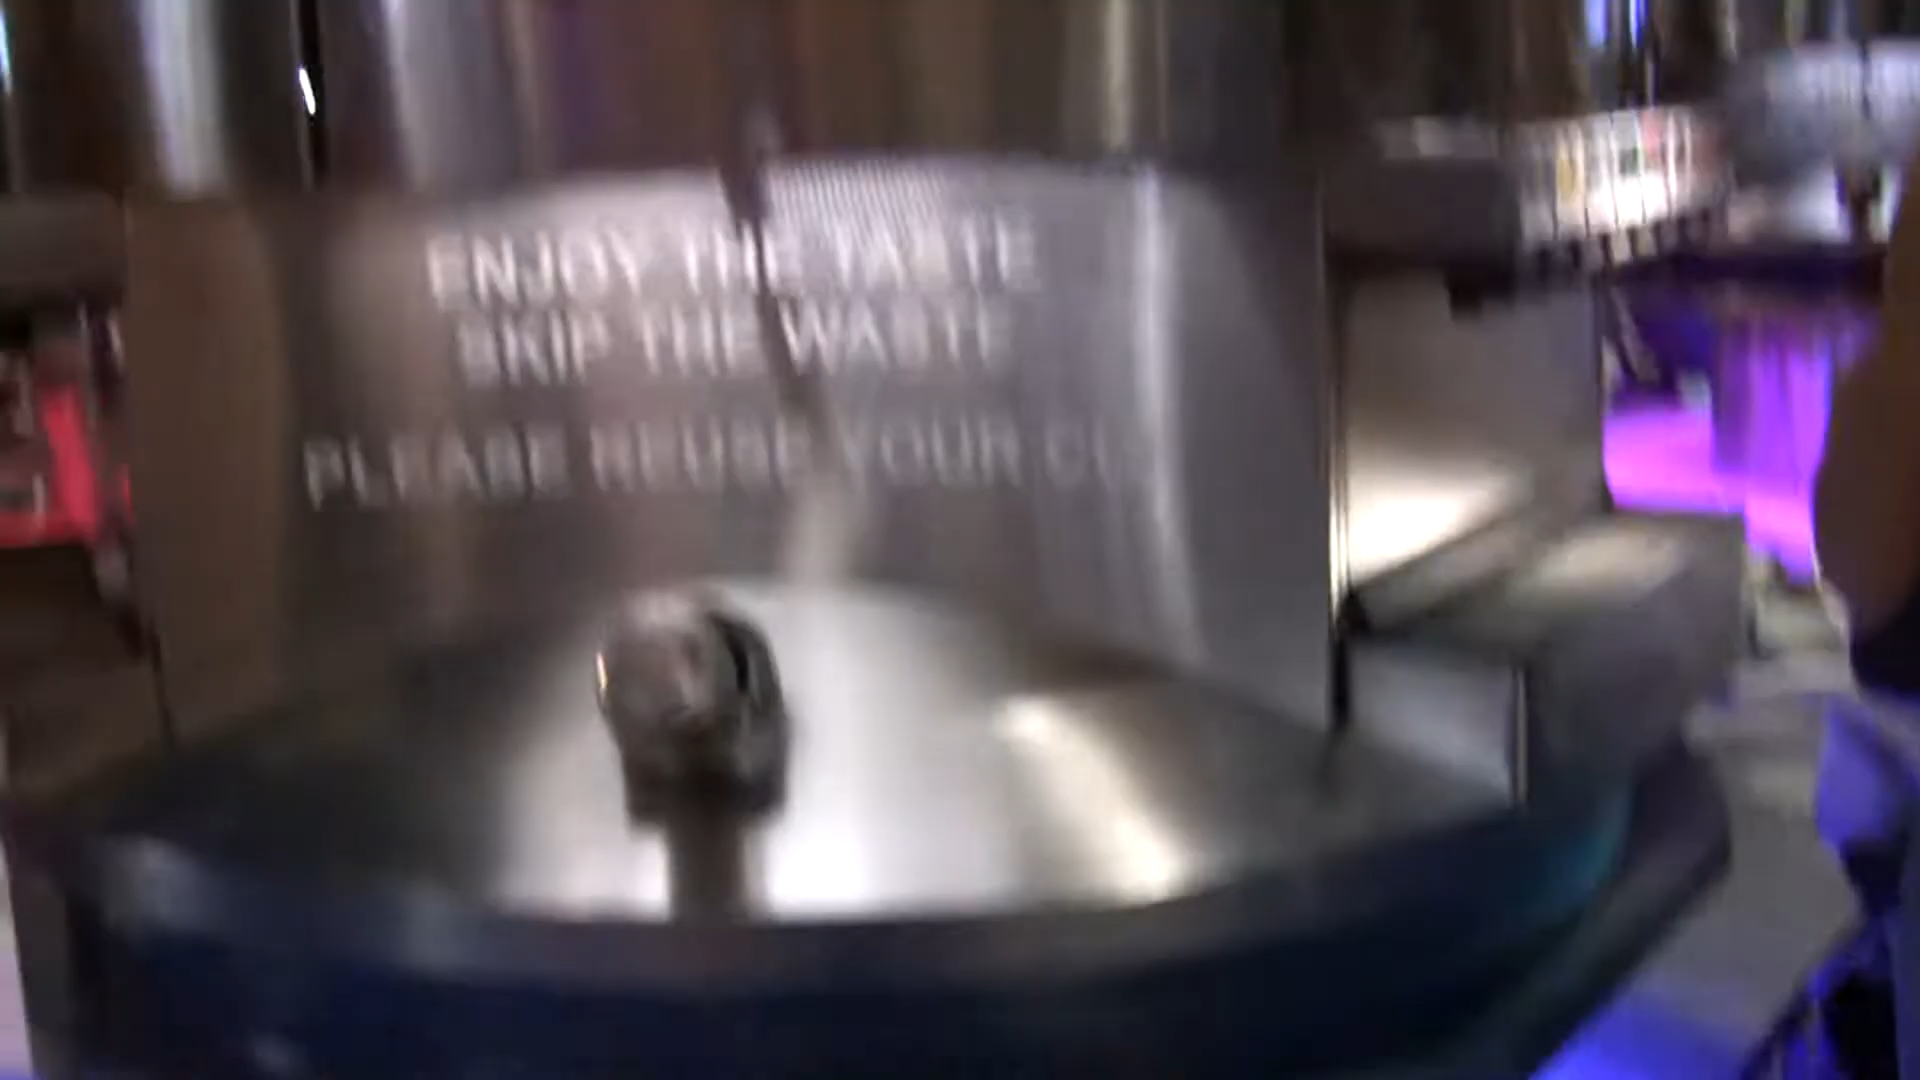 ENJOY THE TASTE
SKIP THE WASTE
PLEASE REUSE YOUR